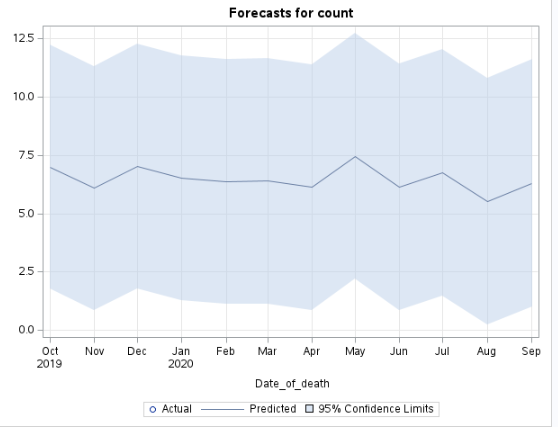 Forecasts for count
12.5
10.0
7.5
5.0
2.5
0.0
Oct Nov Dec Jan Feb Mar Apr May Jun Jul Aug Sep
2019 2020
Date_of_death
Actual Predicted 95% Confidence Limits